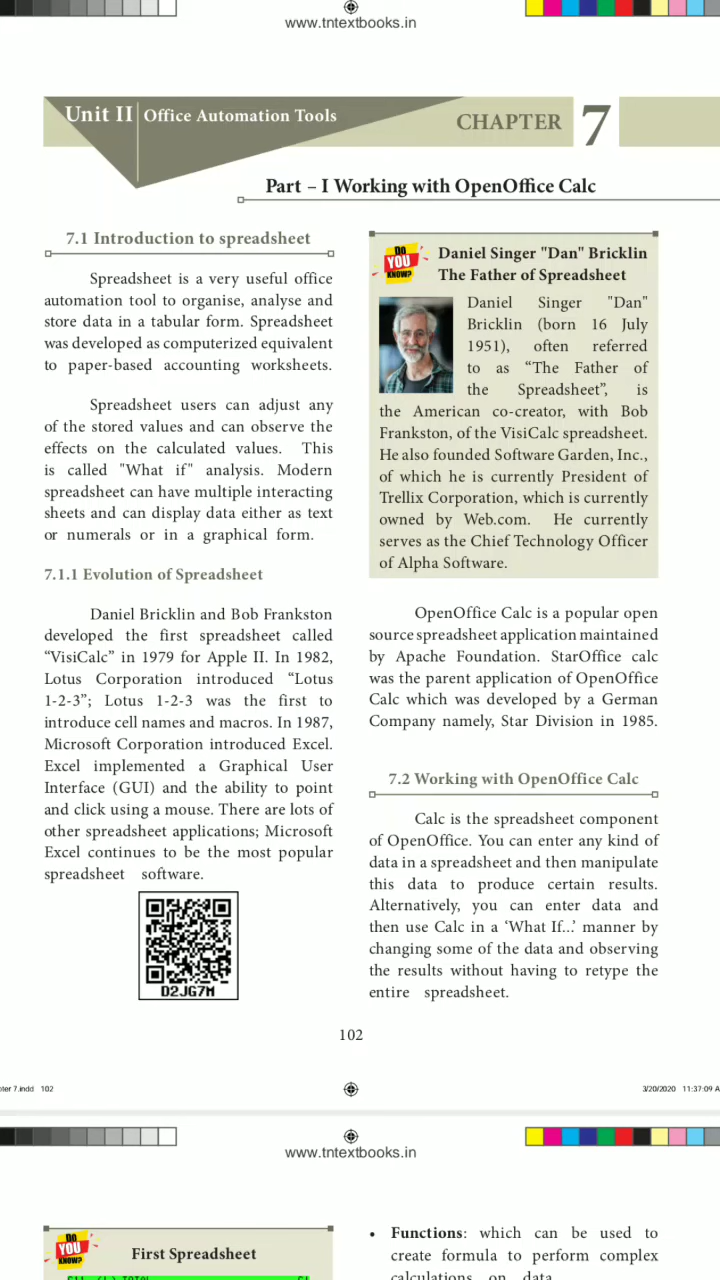 www.tntextbooks.in
Unit II Office Automation Tools
CHAPTER 7
Part – I Working with OpenOffice Calc
7.1 Introduction to spreadsheet
Spreadsheet is a very useful office
automation tool to organise, analyse and
store data in a tabular form. Spreadsheet
was developed as computerized equivalent
to paper-based accounting worksheets.
Spreadsheet users can adjust any
of the stored values and can observe the
effects on the calculated values. This
is called "What if" analysis. Modern
spreadsheet can have multiple interacting
sheets and can display data either as text
or numerals or in a graphical form.
7.1.1 Evolution of Spreadsheet
Daniel Bricklin and Bob Frankston
developed the first spreadsheet called
“VisiCalc” in 1979 for Apple II. In 1982,
Lotus Corporation introduced “Lotus
1-2-3”; Lotus 1-2-3 was the first to
introduce cell names and macros. In 1987,
Microsoft Corporation introduced Excel.
Excel implemented a Graphical User
Interface (GUI) and the ability to point
and click using a mouse. There are lots of
other spreadsheet applications; Microsoft
Excel continues to be the most popular
spreadsheet software.
D2JG7M
DO YOU KNOW?
Daniel Singer "Dan" Bricklin
The Father of Spreadsheet
Daniel Singer "Dan"
Bricklin (born 16 July
1951), often referred
to as “The Father of
the Spreadsheet”, is
the American co-creator, with Bob
Frankston, of the VisiCalc spreadsheet.
He also founded Software Garden, Inc.,
of which he is currently President of
Trellix Corporation, which is currently
owned by Web.com. He currently
serves as the Chief Technology Officer
of Alpha Software.
OpenOffice Calc is a popular open
source spreadsheet application maintained
by Apache Foundation. StarOffice calc
was the parent application of OpenOffice
Calc which was developed by a German
Company namely, Star Division in 1985.
7.2 Working with OpenOffice Calc
Calc is the spreadsheet component
of OpenOffice. You can enter any kind of
data in a spreadsheet and then manipulate
this data to produce certain results.
Alternatively, you can enter data and
then use Calc in a ‘What If...’ manner by
changing some of the data and observing
the results without having to retype the
entire spreadsheet.
102
ter 7.indd 102
3/20/2020 11:37:09 A
www.tntextbooks.in
DO YOU KNOW?
First Spreadsheet
• Functions: which can be used to
create formula to perform complex
calculations on data